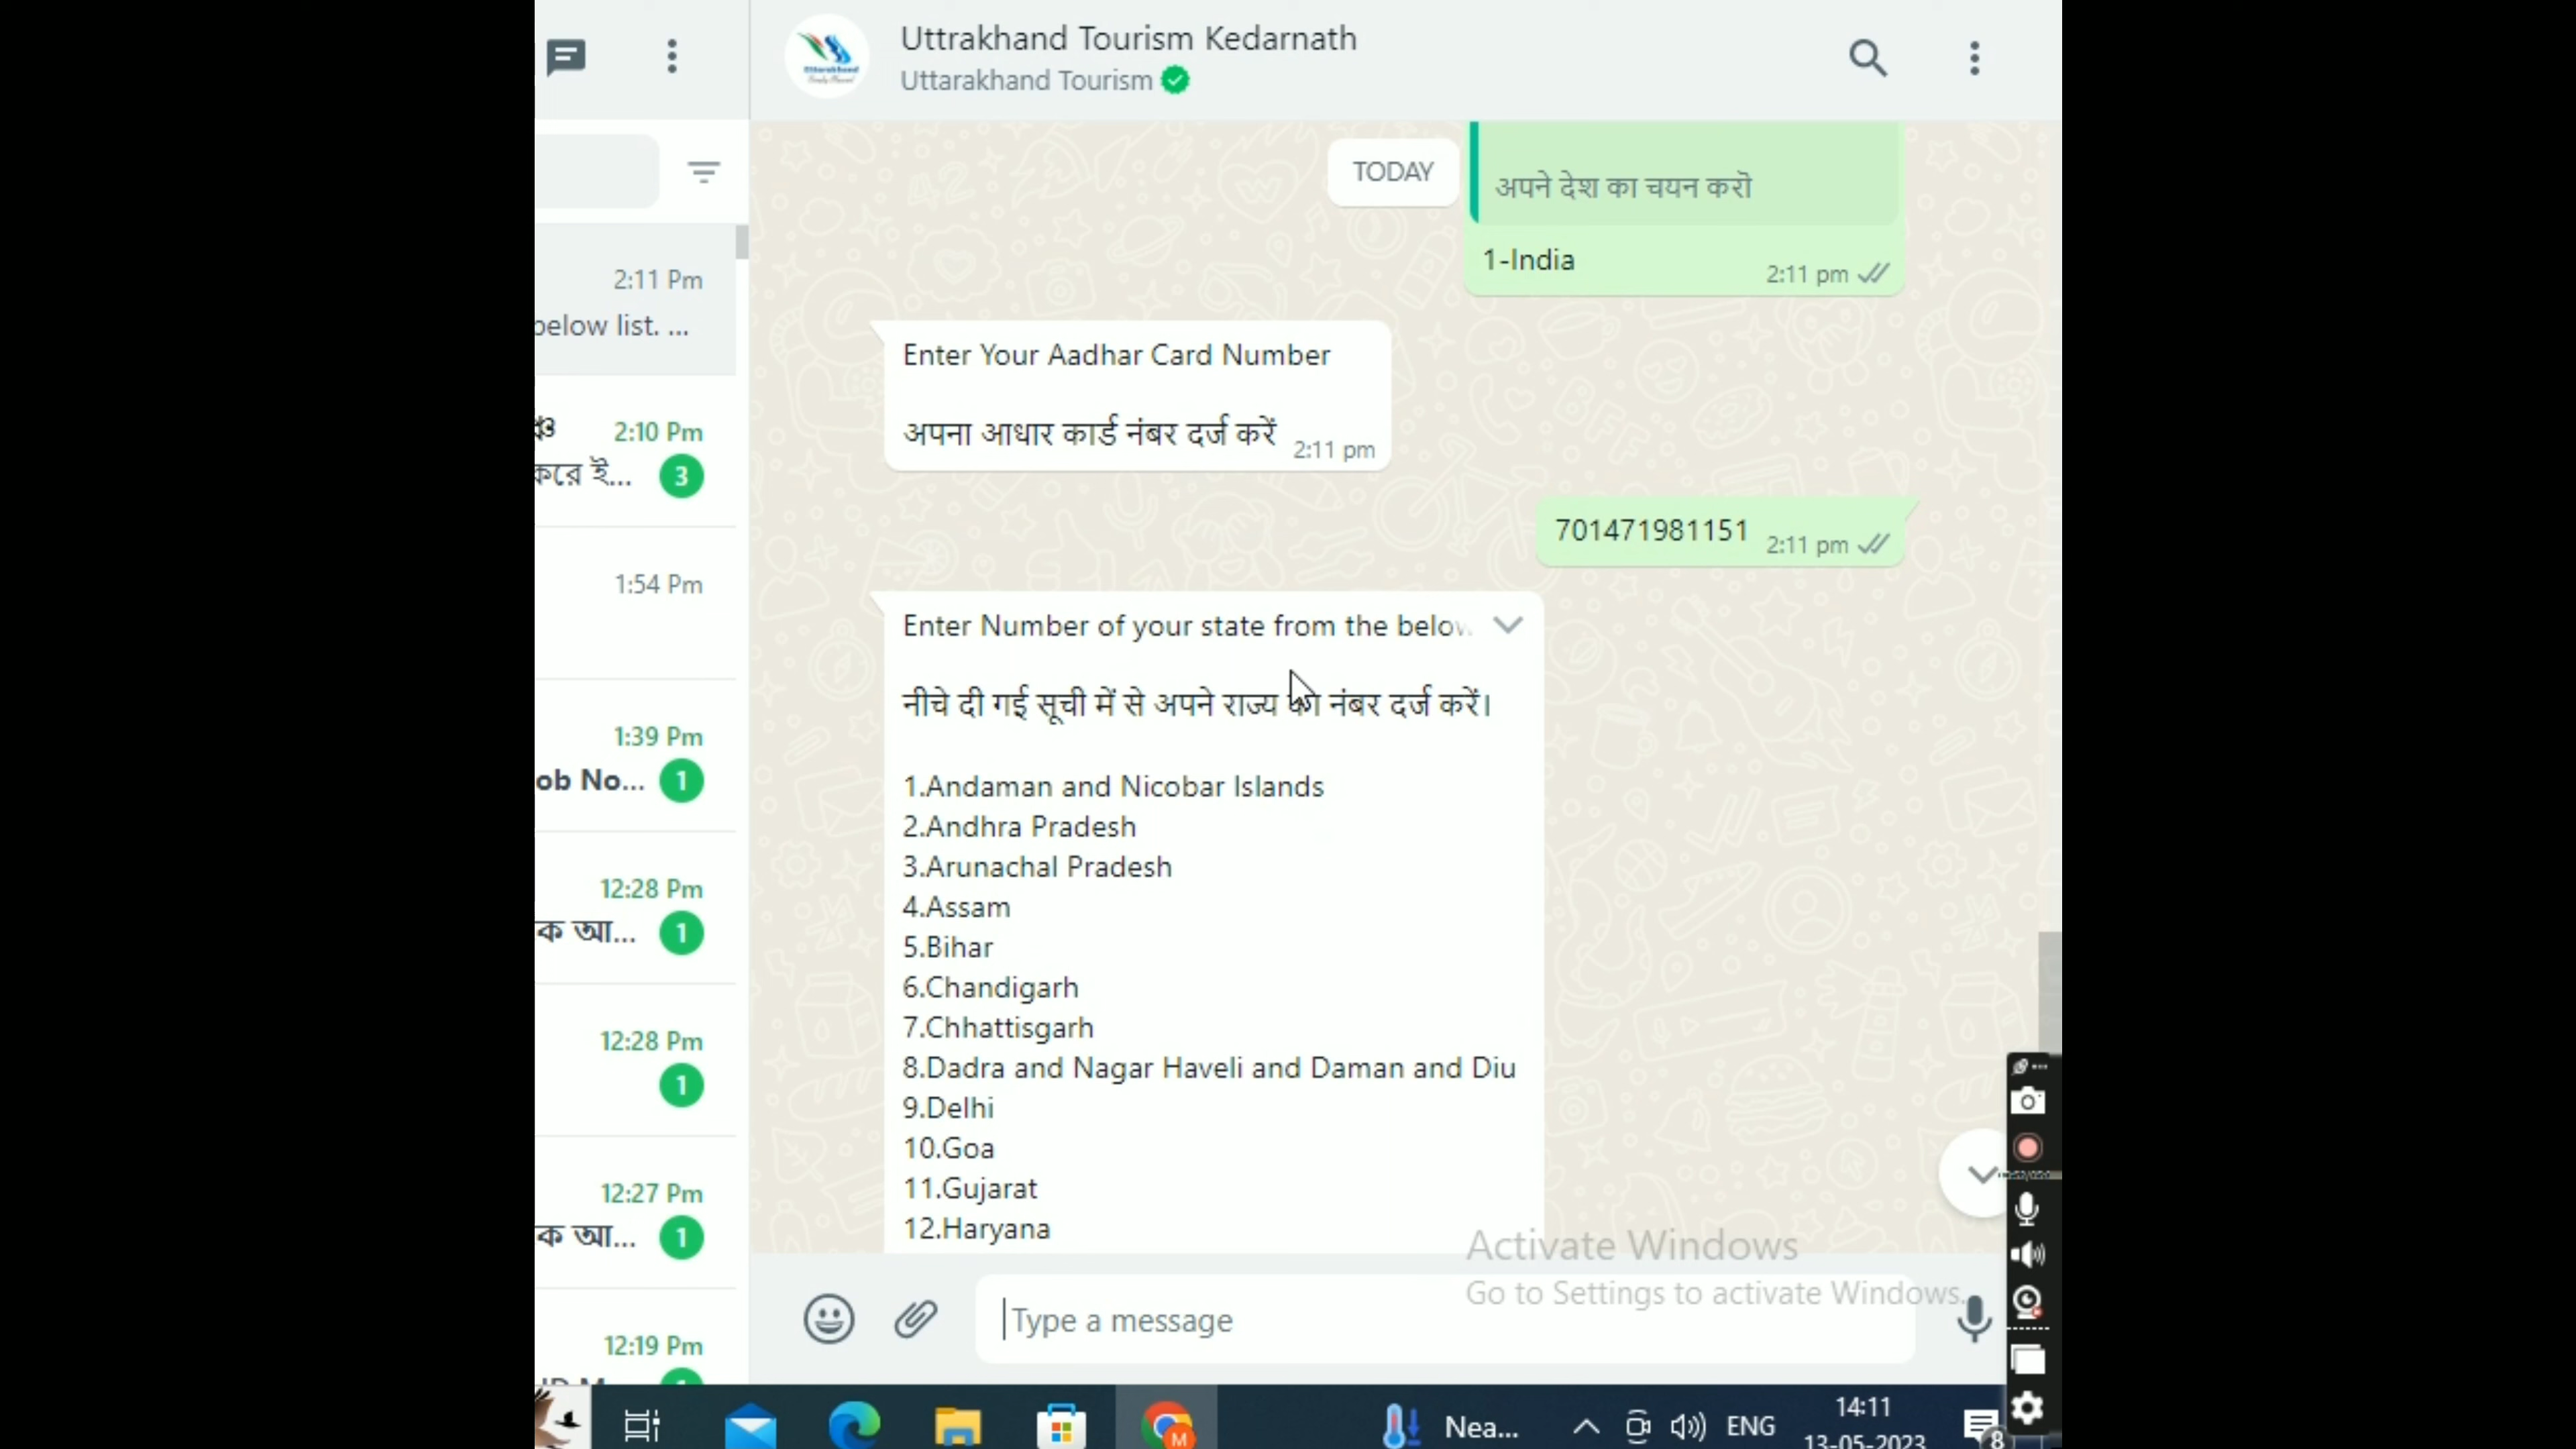 Uttrakhand Tourism Kedarnath
Uttarakhand Tourism
TODAY
अपने देश का चयन करॊ
1-India
2:11 pm
2:11 Pm
below list. ...
Enter Your Aadhar Card Number
अपना आधार कार्ड नंबर दर्ज करें
2:11 pm
2:10 Pm
করে ই...
3
701471981151
2:11 pm
1:54 Pm
Enter Number of your state from the below
नीचे दी गई सूची में से अपने राज्य का नंबर दर्ज करें।
1:39 Pm
ob No...
1
1.Andaman and Nicobar Islands
2.Andhra Pradesh
3.Arunachal Pradesh
4.Assam
5.Bihar
6.Chandigarh
7.Chhattisgarh
8.Dadra and Nagar Haveli and Daman and Diu
9.Delhi
10.Goa
11.Gujarat
12.Haryana
12:28 Pm
ক আ...
1
12:28 Pm
1
12:27 Pm
ক আ...
1
12:19 Pm
Activate Windows
Go to Settings to activate Windows.
Type a message
Nea...
ENG
14:11
13-05-2023
8